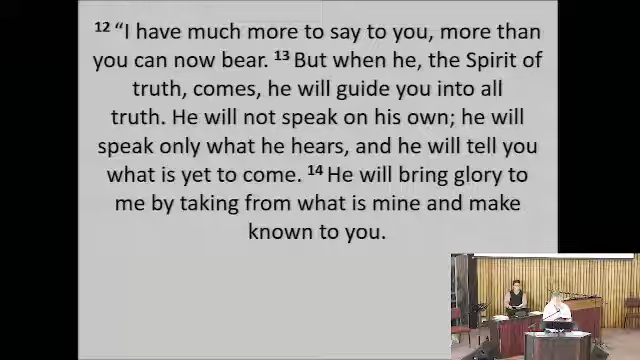 12 “I have much more to say to you, more than
you can now bear. 13 But when he, the Spirit of
truth, comes, he will guide you into all
truth. He will not speak on his own; he will
speak only what he hears, and he will tell you
what is yet to come. 14 He will bring glory to
me by taking from what is mine and make
known to you.